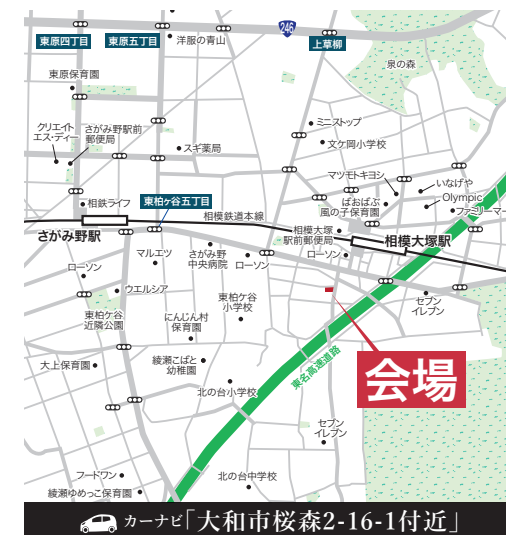 246
東原四丁目
東原五丁目
洋服の青山
上草柳
泉の森
東原保育園
クリエイト
エス・ディー
さがみ野駅前
郵便局
スギ薬局
ミニストップ
文ケ岡小学校
マツモトキヨシ
いなげや
Olympic
ファミリーマート
ぱおぱぶ
風の子保育園
相鉄ライフ
東柏ケ谷五丁目
相模鉄道本線
さがみ野駅
相模大塚
駅前郵便局
相模大塚駅
ローソン
マルエツ
さがみ野
中央病院
ローソン
ローソン
ウエルシア
東柏ケ谷
小学校
セブン
イレブン
東柏ケ谷
近隣公園
にんじん村
保育園
東名高速道路
大上保育園
綾瀬こばと
幼稚園
会場
北の台小学校
セブン
イレブン
フードワン
北の台中学校
綾瀬ゆめっこ保育園
カーナビ「大和市桜森2-16-1付近」